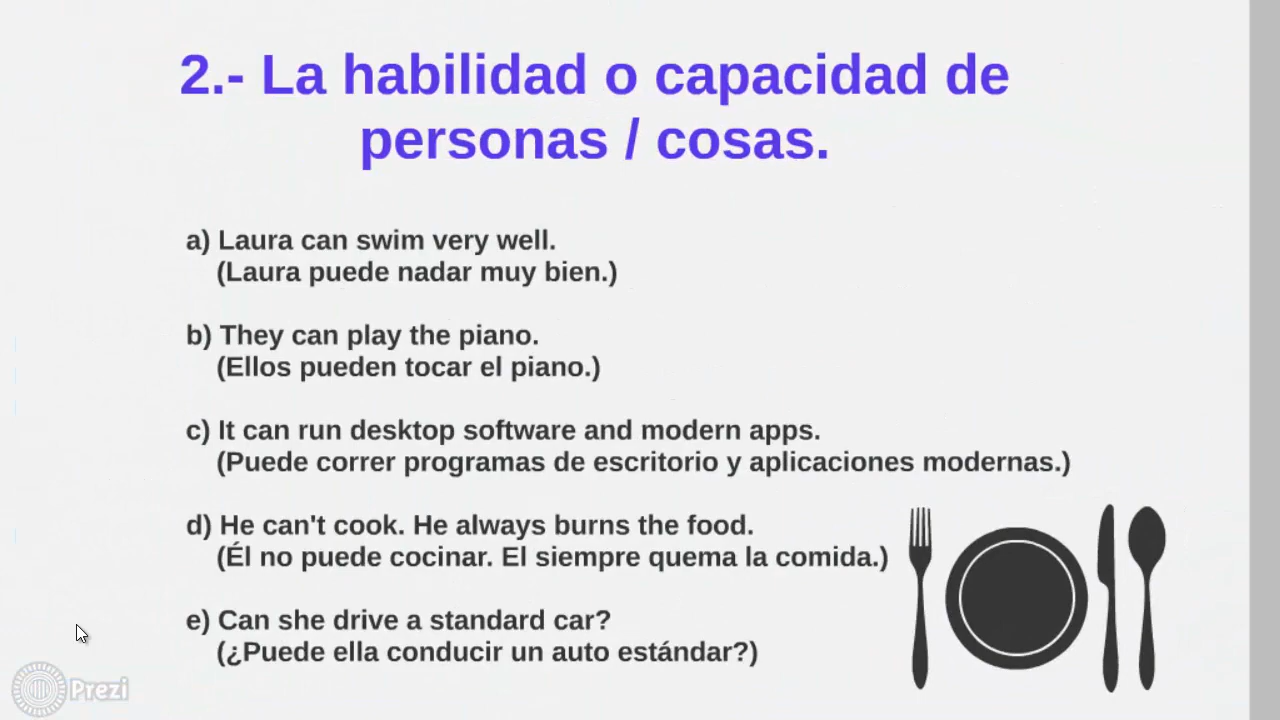 2.- La habilidad o capacidad de
personas / cosas.
a) Laura can swim very well.
(Laura puede nadar muy bien.)
b) They can play the piano.
(Ellos pueden tocar el piano.)
c) It can run desktop software and modern apps.
(Puede correr programas de escritorio y aplicaciones modernas.)
d) He can't cook. He always burns the food.
(Él no puede cocinar. El siempre quema la comida.)
e) Can she drive a standard car?
(¿Puede ella conducir un auto estándar?)
Prezi